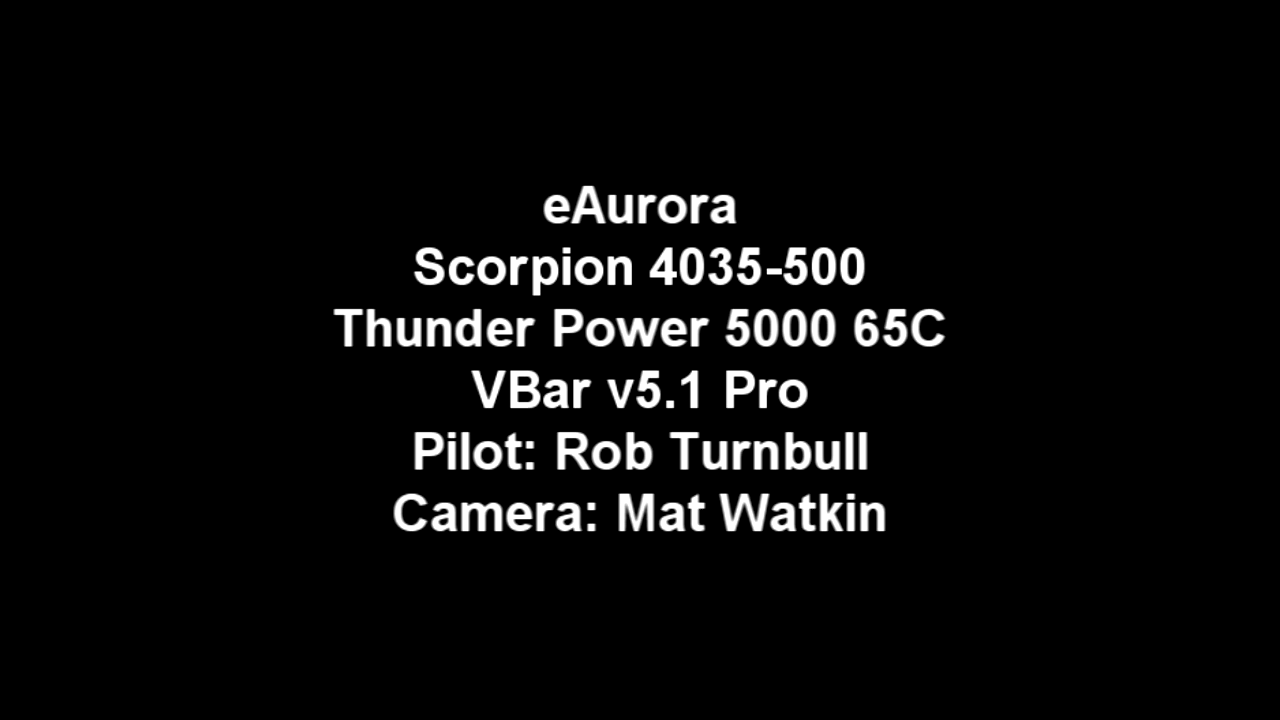 eAurora
Scorpion 4035-500
Thunder Power 5000 65C
VBar v5.1 Pro
Pilot: Rob Turnbull
Camera: Mat Watkin